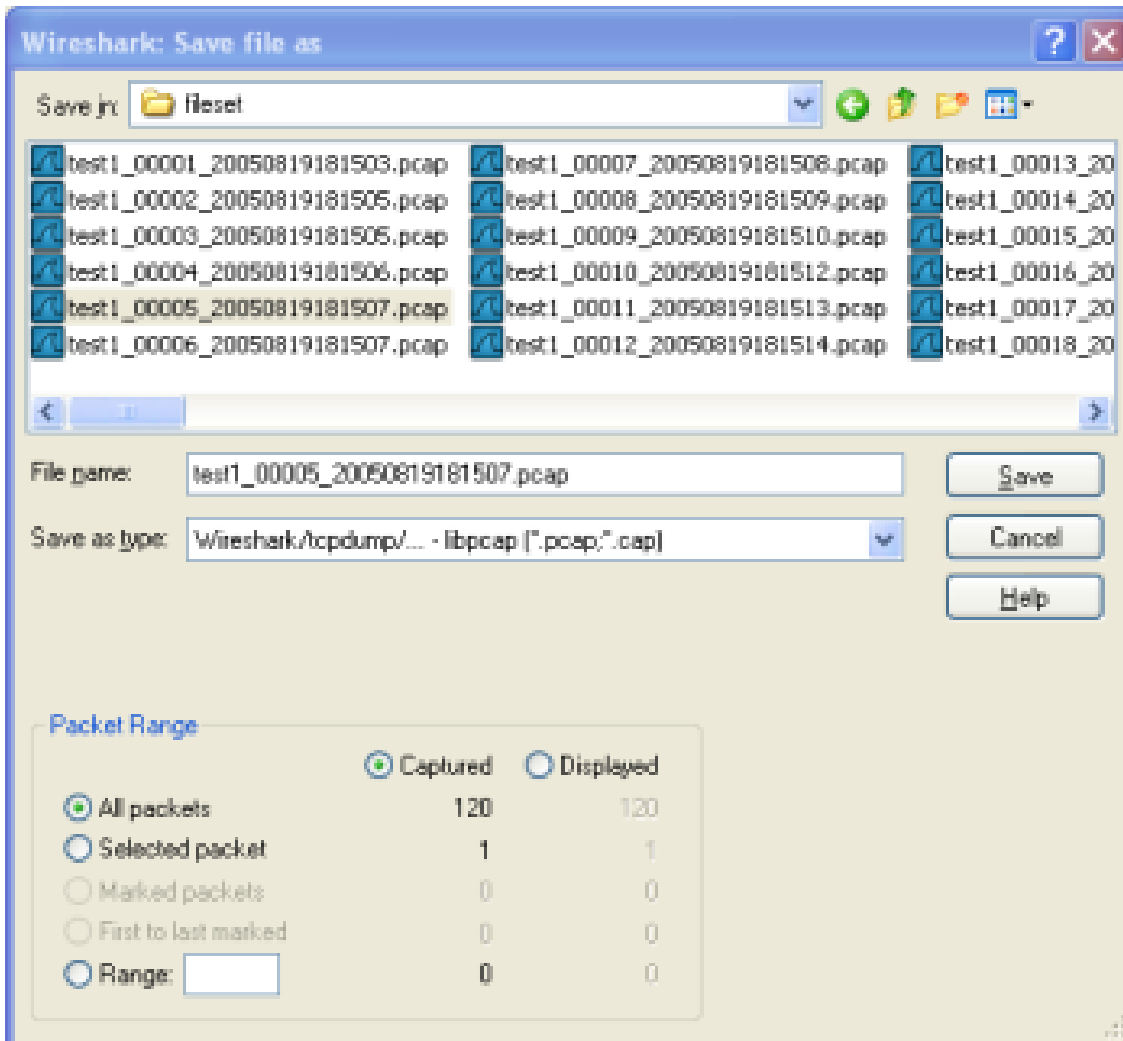 Wireshark: Save file as
Save in: fileset
test1_00001_20050819181503.pcap test1_00007_20050819181508.pcap test1_00013_20
test1_00002_20050819181505.pcap test1_00008_20050819181509.pcap test1_00014_20
test1_00003_20050819181505.pcap test1_00009_20050819181510.pcap test1_00015_20
test1_00004_20050819181506.pcap test1_00010_20050819181512.pcap test1_00016_20
test1_00005_20050819181507.pcap test1_00011_20050819181513.pcap test1_00017_20
test1_00006_20050819181507.pcap test1_00012_20050819181514.pcap test1_00018_20
File name: test1_00005_20050819181507.pcap Save
Save as type: Wireshark/tcpdump/... - libpcap (*.pcap;*.cap) Cancel
Help
Packet Range
Captured Displayed
All packets 120 120
Selected packet 1 1
Marked packets 0 0
First to last marked 0 0
Range: 0 0